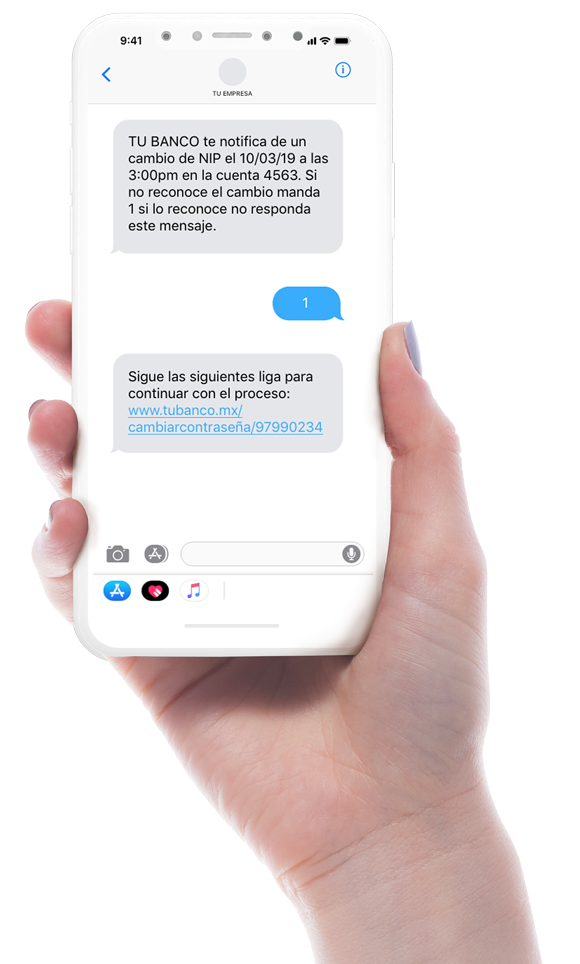 9:41
TU EMPRESA
TU BANCO te notifica de un
cambio de NIP el 10/03/19 a las
3:00pm en la cuenta 4563. Si
no reconoce el cambio manda
1 si lo reconoce no responda
este mensaje.
1
Sigue las siguientes liga para
continuar con el proceso:
www.tubanco.mx/
cambiarcontraseña/97990234